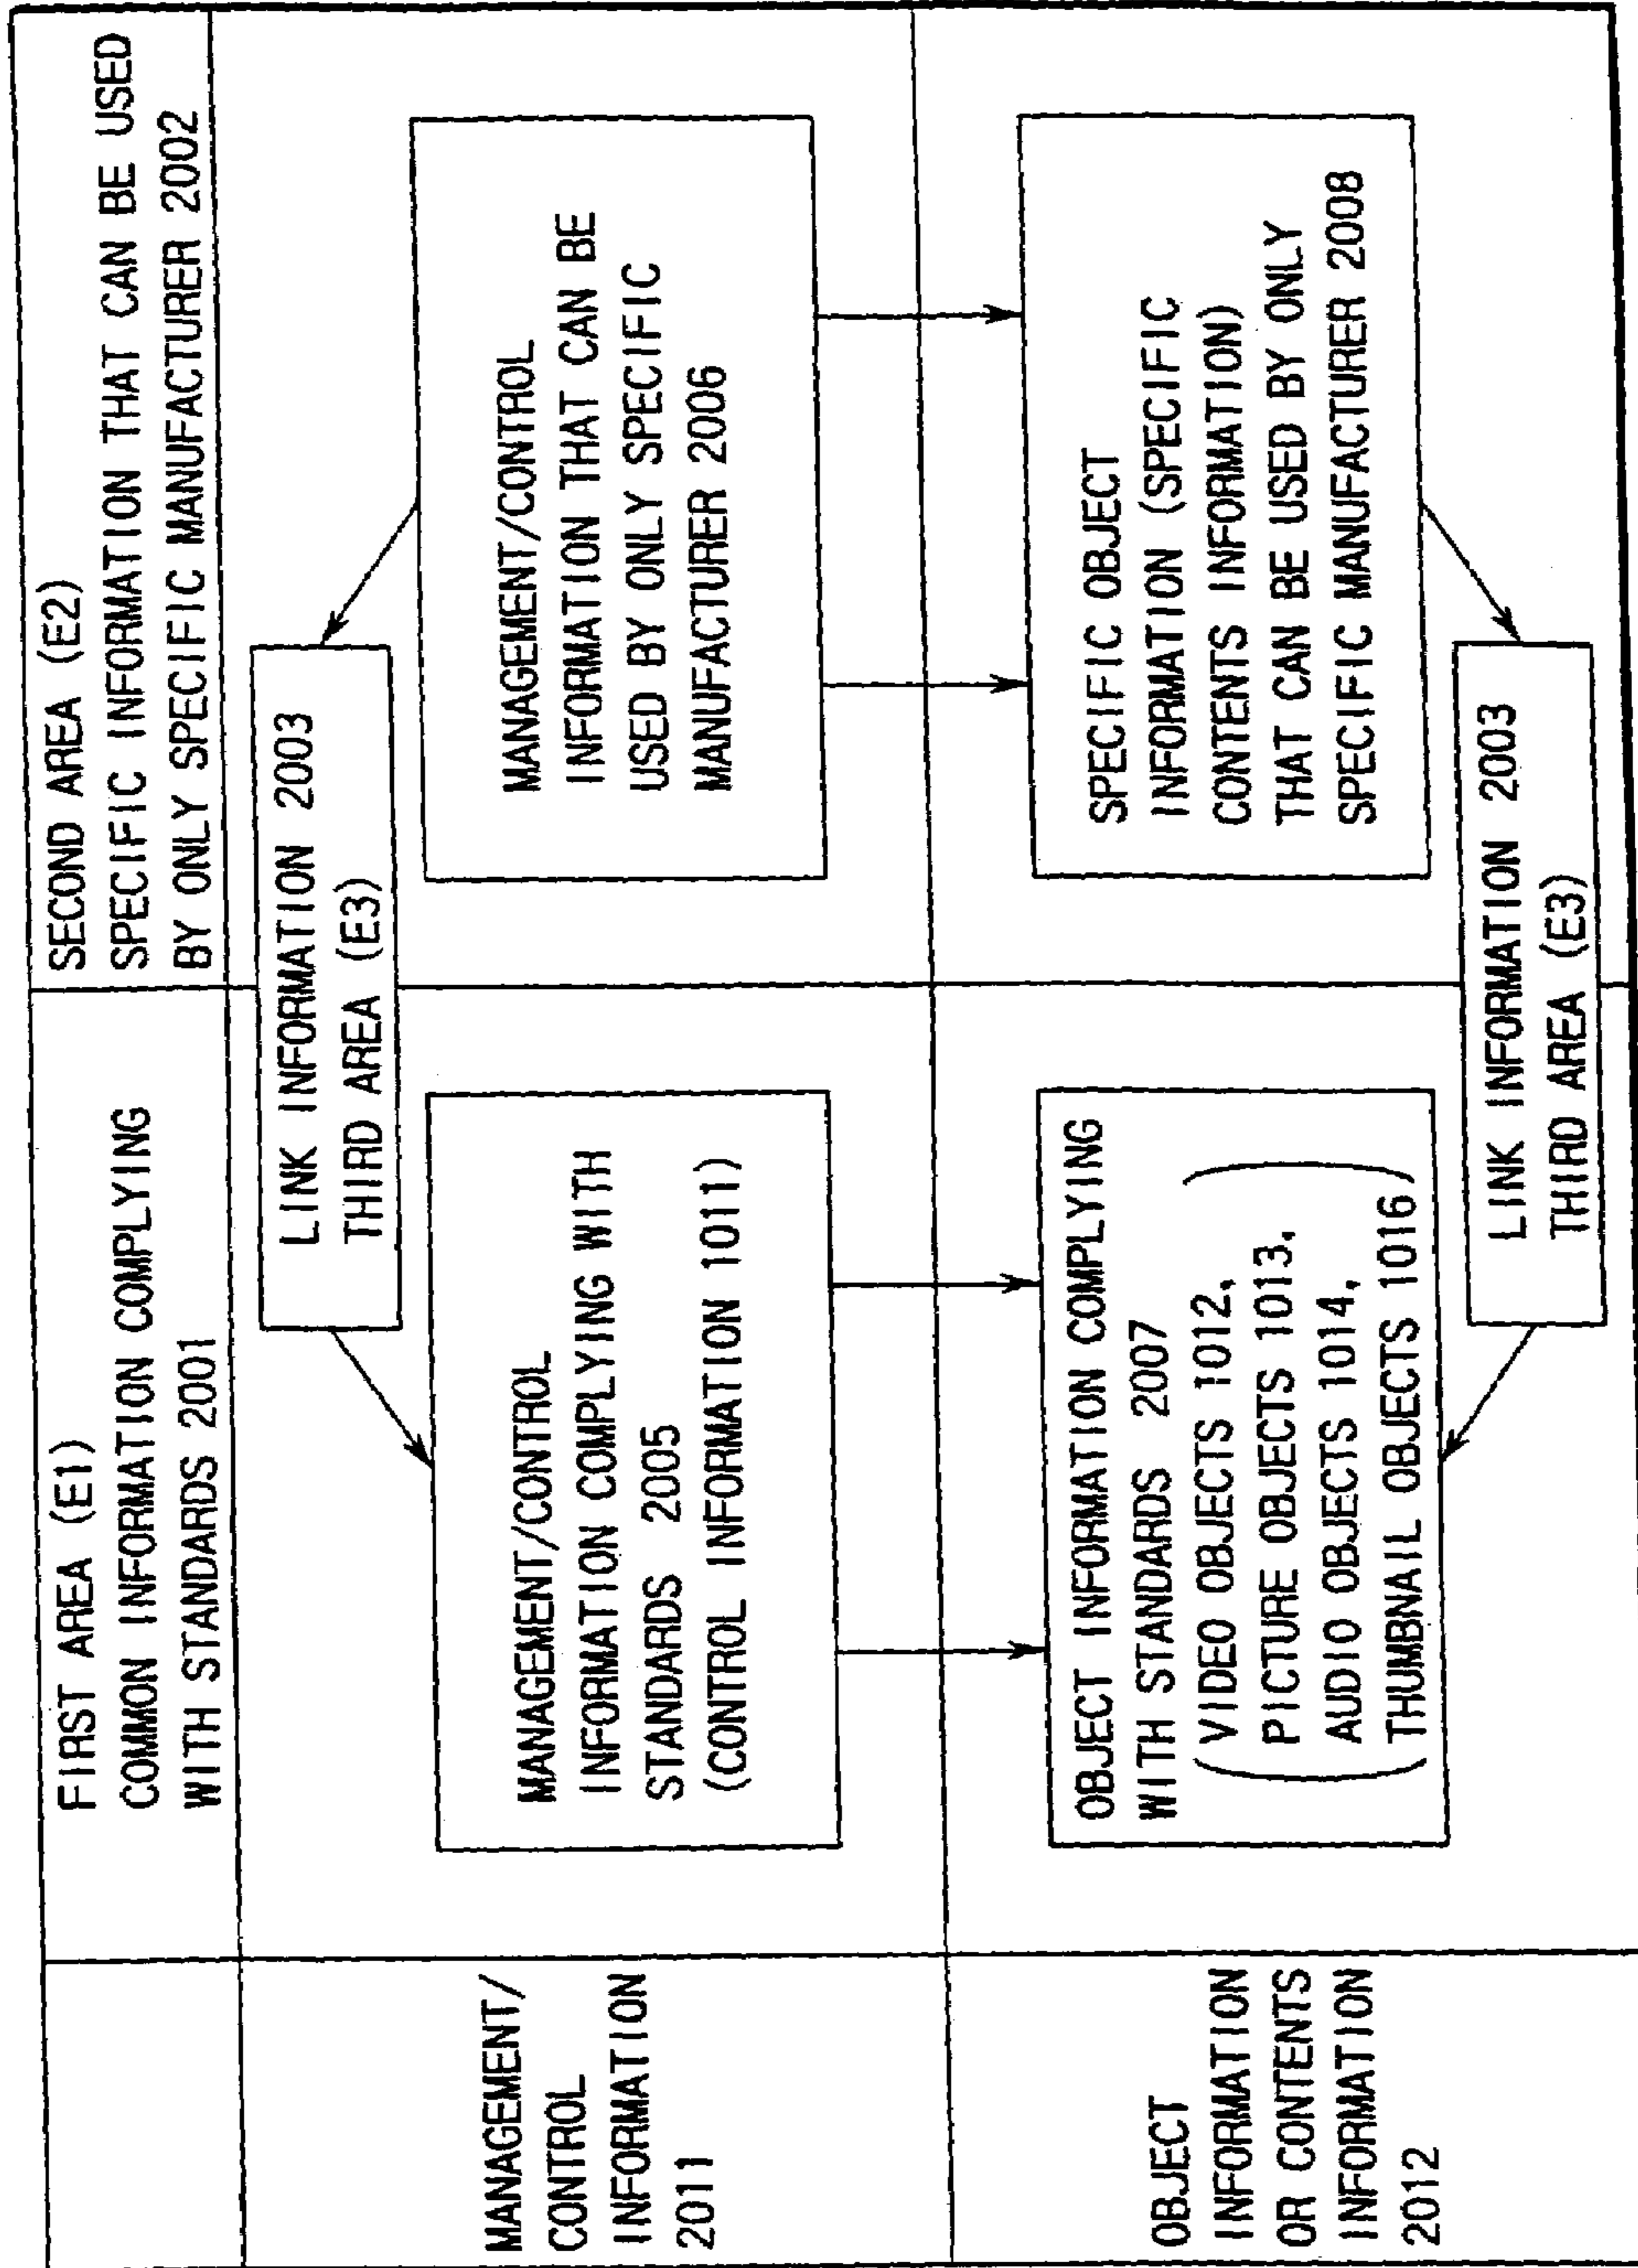 FIRST AREA (E1)
COMMON INFORMATION COMPLYING
WITH STANDARDS 2001
SECOND AREA (E2)
SPECIFIC INFORMATION THAT CAN BE USED
BY ONLY SPECIFIC MANUFACTURER 2002
MANAGEMENT/
CONTROL
INFORMATION
2011
LINK INFORMATION 2003
THIRD AREA (E3)
MANAGEMENT/CONTROL
INFORMATION COMPLYING WITH
STANDARDS 2005
(CONTROL INFORMATION 1011)
MANAGEMENT/CONTROL
INFORMATION THAT CAN BE
USED BY ONLY SPECIFIC
MANUFACTURER 2006
OBJECT
INFORMATION
OR CONTENTS
INFORMATION
2012
OBJECT INFORMATION COMPLYING
WITH STANDARDS 2007
(VIDEO OBJECTS 1012,
PICTURE OBJECTS 1013,
AUDIO OBJECTS 1014,
THUMBNAIL OBJECTS 1016)
SPECIFIC OBJECT
INFORMATION (SPECIFIC
CONTENTS INFORMATION)
THAT CAN BE USED BY ONLY
SPECIFIC MANUFACTURER 2008
LINK INFORMATION 2003
THIRD AREA (E3)